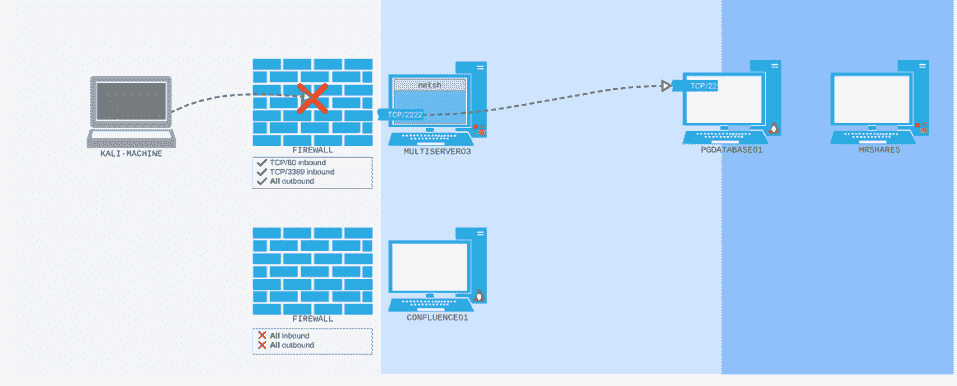 netsh
TCP/2222
TCP/22
KALI-MACHINE
FIREWALL
MULTISERVER03
PGDATABASE01
HRSHARES
TCP/80 inbound
TCP/3389 inbound
All outbound
FIREWALL
CONFLUENCE01
All inbound
All outbound